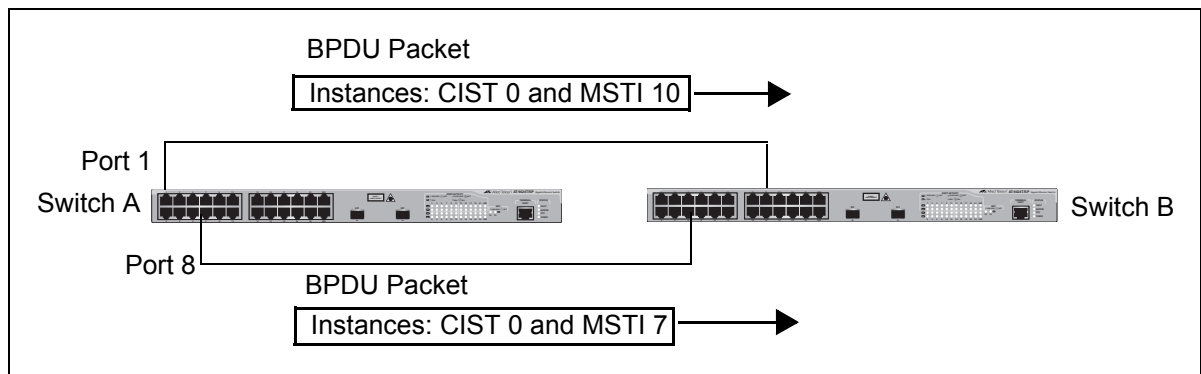 BPDU Packet
Instances: CIST 0 and MSTI 10
Port 1
Switch A
Switch B
Port 8
BPDU Packet
Instances: CIST 0 and MSTI 7